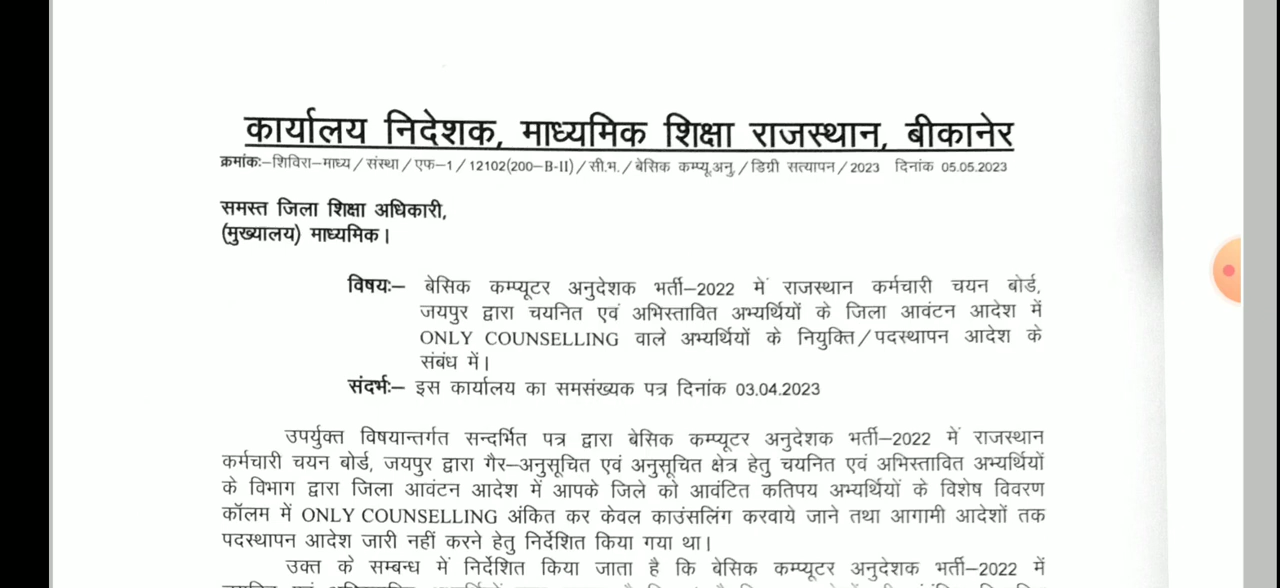 कार्यालय निदेशक, माध्यमिक शिक्षा राजस्थान, बीकानेर
क्रमांकः–शिविरा–माध्य/संस्था/एफ–1/12102(200–B-II)/सी.भ./बेसिक कम्प्यू.अनु./डिग्री सत्यापन/2023 दिनांक 05.05.2023
समस्त जिला शिक्षा अधिकारी,
(मुख्यालय) माध्यमिक।
विषयः– बेसिक कम्प्यूटर अनुदेशक भर्ती–2022 में राजस्थान कर्मचारी चयन बोर्ड,
जयपुर द्वारा चयनित एवं अभिस्तावित अभ्यर्थियों के जिला आवंटन आदेश में
ONLY COUNSELLING वाले अभ्यर्थियों के नियुक्ति/पदस्थापन आदेश के
संबंध में।
संदर्भः– इस कार्यालय का समसंख्यक पत्र दिनांक 03.04.2023
उपर्युक्त विषयान्तर्गत सन्दर्भित पत्र द्वारा बेसिक कम्प्यूटर अनुदेशक भर्ती–2022 में राजस्थान
कर्मचारी चयन बोर्ड, जयपुर द्वारा गैर–अनुसूचित एवं अनुसूचित क्षेत्र हेतु चयनित एवं अभिस्तावित अभ्यर्थियों
के विभाग द्वारा जिला आवंटन आदेश में आपके जिले को आवंटित कतिपय अभ्यर्थियों के विशेष विवरण
कॉलम में ONLY COUNSELLING अंकित कर केवल काउंसलिंग करवाये जाने तथा आगामी आदेशों तक
पदस्थापन आदेश जारी नहीं करने हेतु निर्देशित किया गया था।
उक्त के सम्बन्ध में निर्देशित किया जाता है कि बेसिक कम्प्यूटर अनुदेशक भर्ती–2022 में